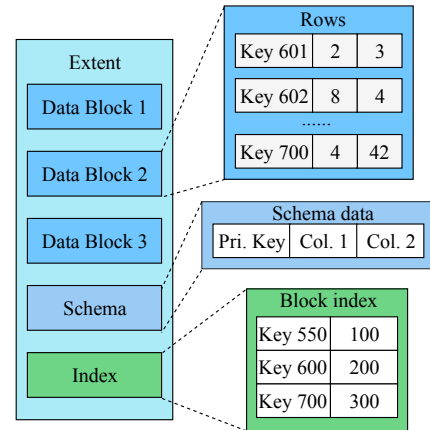 Extent
Data Block 1
Data Block 2
Data Block 3
Schema
Index
Rows
Key 601 2 3
Key 602 8 4
......
Key 700 4 42
Schema data
Pri. Key Col. 1 Col. 2
Block index
Key 550 100
Key 600 200
Key 700 300